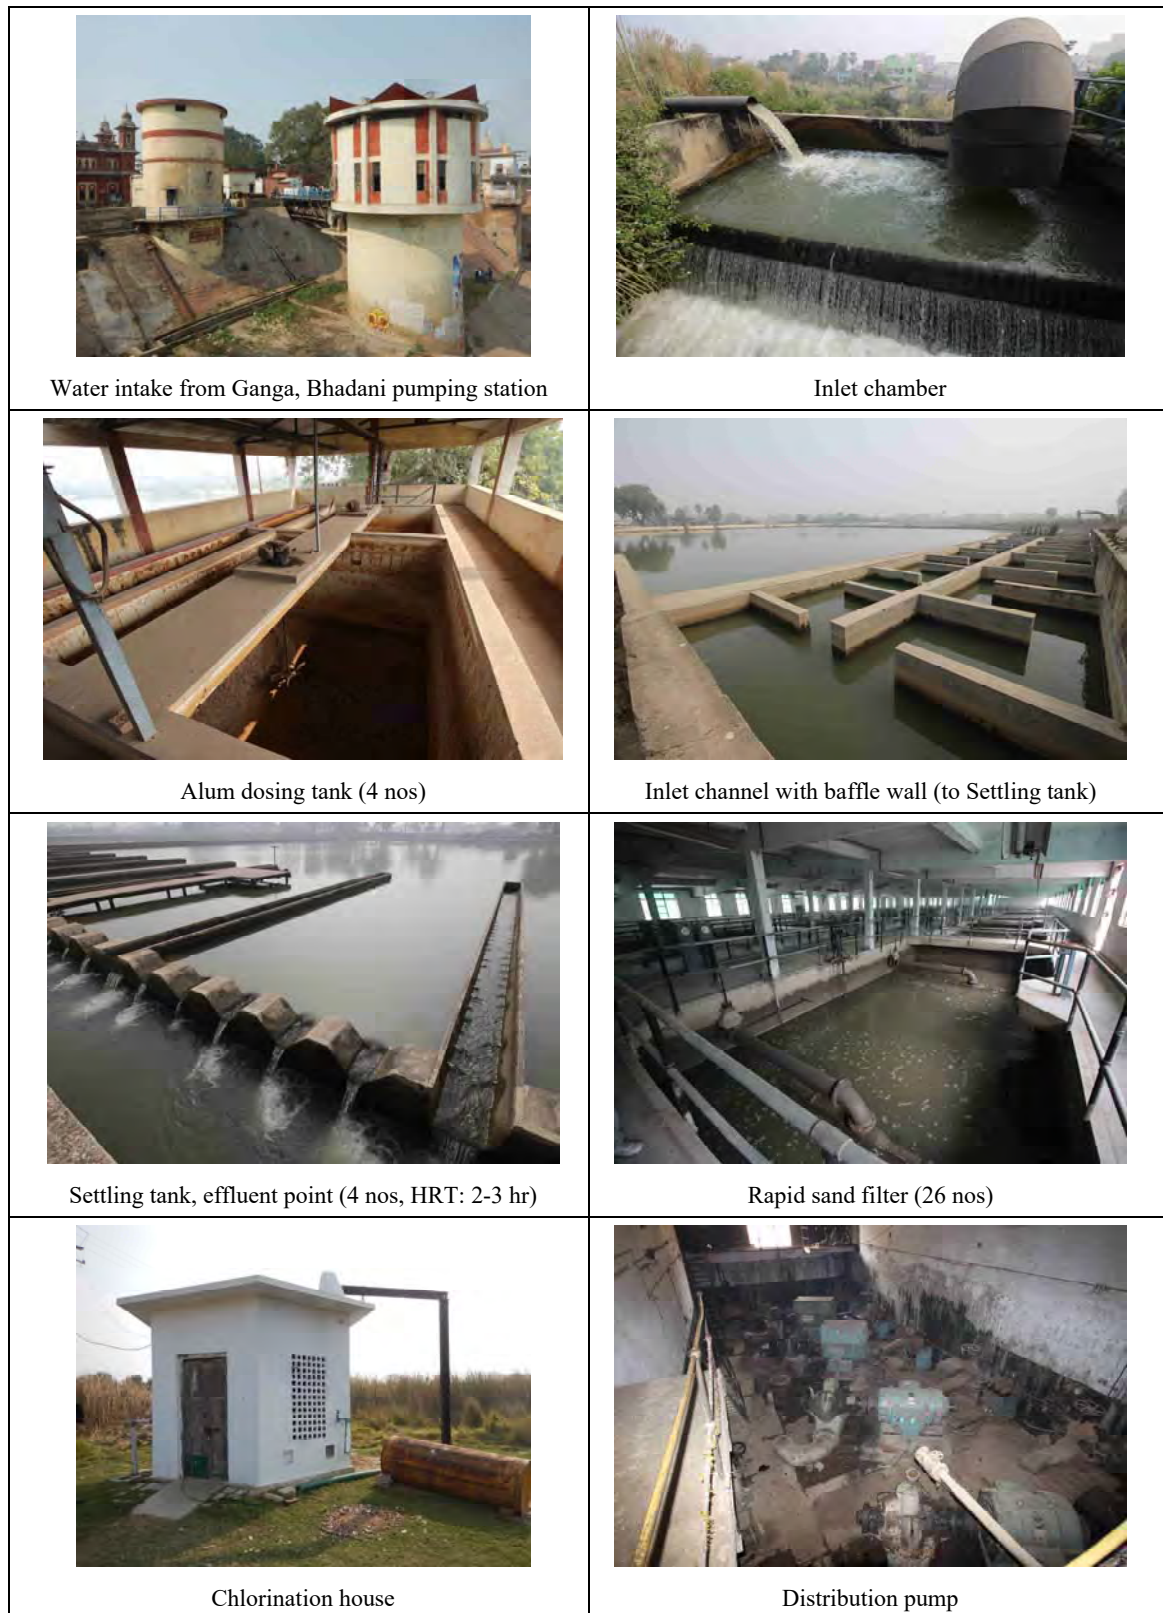 Water intake from Ganga, Bhadani pumping station
Inlet chamber
Alum dosing tank (4 nos)
Inlet channel with baffle wall (to Settling tank)
Settling tank, effluent point (4 nos, HRT: 2-3 hr)
Rapid sand filter (26 nos)
Chlorination house
Distribution pump